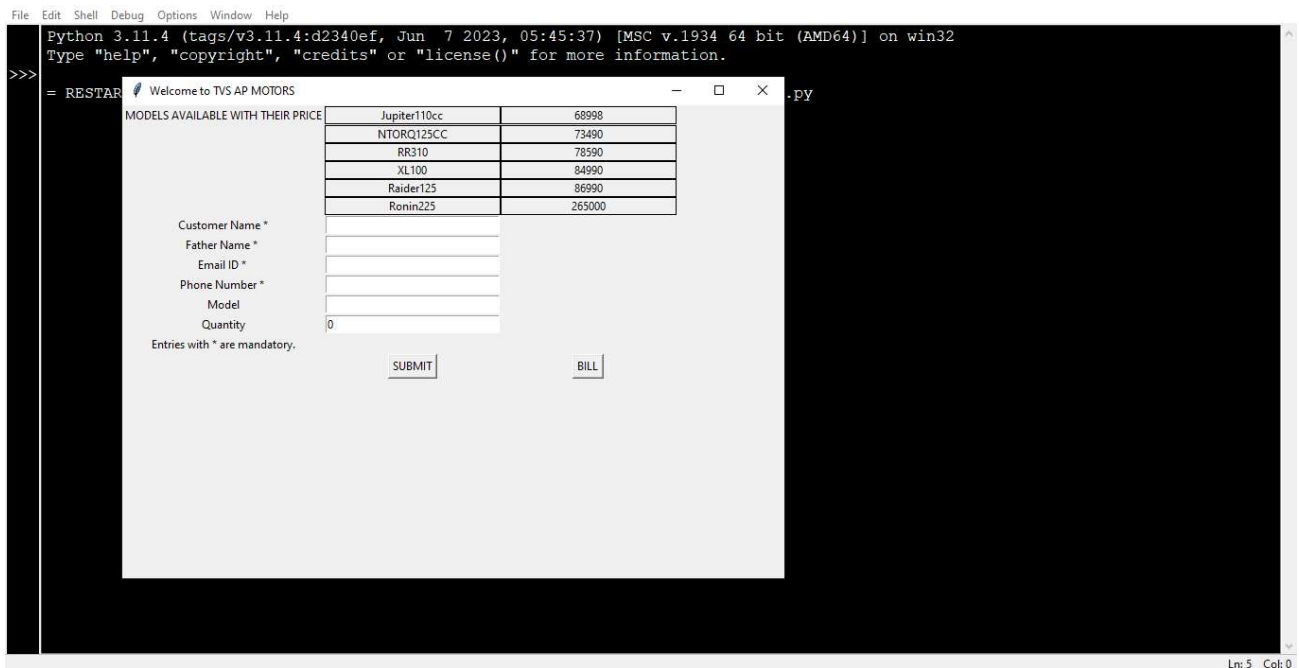 File Edit Shell Debug Options Window Help
Python 3.11.4 (tags/v3.11.4:d2340ef, Jun 7 2023, 05:45:37) [MSC v.1934 64 bit (AMD64)] on win32
Type "help", "copyright", "credits" or "license()" for more information.
>>>
= RESTAR .py
Welcome to TVS AP MOTORS
MODELS AVAILABLE WITH THEIR PRICE Jupiter110cc 68998
NTORQ125CC 73490
RR310 78590
XL100 84990
Raider125 86990
Ronin225 265000
Customer Name *
Father Name *
Email ID *
Phone Number *
Model
Quantity 0
Entries with * are mandatory.
SUBMIT BILL
Ln: 5 Col: 0